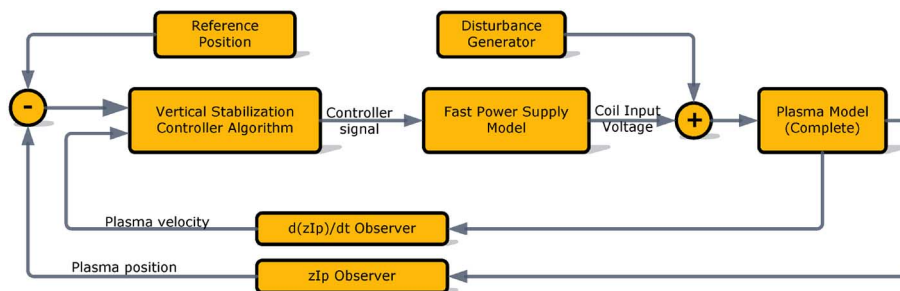 Reference
Position
Disturbance
Generator
-
Vertical Stabilization
Controller Algorithm
Controller
signal
Fast Power Supply
Model
Coil Input
Voltage
+
Plasma Model
(Complete)
Plasma velocity
d(zIp)/dt Observer
Plasma position
zIp Observer